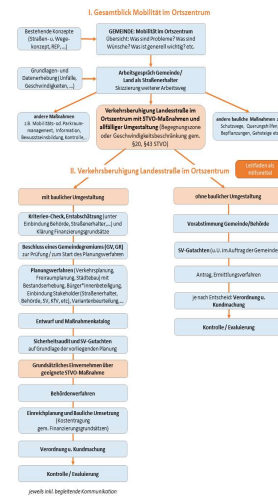 I. Gesamtblick Mobilität im Ortszentrum
Bestehende Konzepte
(Straßen- u. Wege-
konzept, REP, ...)
GEMEINDE: Mobilität im Ortszentrum
Übersicht: Was sind Probleme? Was sind
Wünsche? Was ist generell wichtig? etc.
Grundlagen- und
Datenerhebung (Unfälle,
Geschwindigkeiten, ...)
Arbeitsgespräch Gemeinde/
Land als Straßenerhalter
Skizzierung weiterer Arbeitsweg
andere Maßnahmen
z.B. Mobilitäts- od. Parkraum-
management, Information,
Bewusstseinsbildung, Kontrolle, ..
Verkehrsberuhigung Landesstraße im
Ortszentrum mit STVO-Maßnahmen und
allfälliger Umgestaltung (Begegnungszone
oder Geschwindigkeitsbeschränkung gem.
§20, §43 STVO)
andere bauliche Maßnahmen z.
Schutzwege, Querungshilfen,
Bepflanzungen, Gehsteige etc.
II. Verkehrsberuhigung Landesstraße im Ortszentrum
Leitfaden als
Hilfsmittel
mit baulicher Umgestaltung
Kriterien-Check, Erstabschätzung (unter
Einbindung Behörde, Straßenerhalter, ...) und
Klärung Finanzierungsgrundsätze
Beschluss eines Gemeindegremiums (GV, GR)
zur Prüfung / zum Start des Planungsverfahren
Planungsverfahren (Verkehrsplanung,
Freiraumplanung, Städtebau) mit
Bestandserhebung, Bürger*innenbeteiligung,
Einbindung Stakeholder (Straßenerhalter,
Behörde, SV, KFV, etc), Variantenbeurteilung, ...
Entwurf und Maßnahmenkatalog
Sicherheitsaudit und SV-Gutachten
auf Grundlage der vorliegenden Planung
Grundsätzliches Einvernehmen über
geeignete STVO-Maßnahme
Behörderverfahren
Einreichplanung und Bauliche Umsetzung
(Kostentragung
gem. Finanzierungsgrundsätzen)
Verordnung u. Kundmachung
Kontrolle / Evaluierung
jeweils inkl. begleitende Kommunikation
ohne baulicher Umgestaltung
Vorabstimmung Gemeinde/Behörde
SV-Gutachten (u.U. im Auftrag der Gemeinde)
Antrag, Ermittlungsverfahren
je nach Entscheid: Verordnung u.
Kundmachung
Kontrolle / Evaluierung